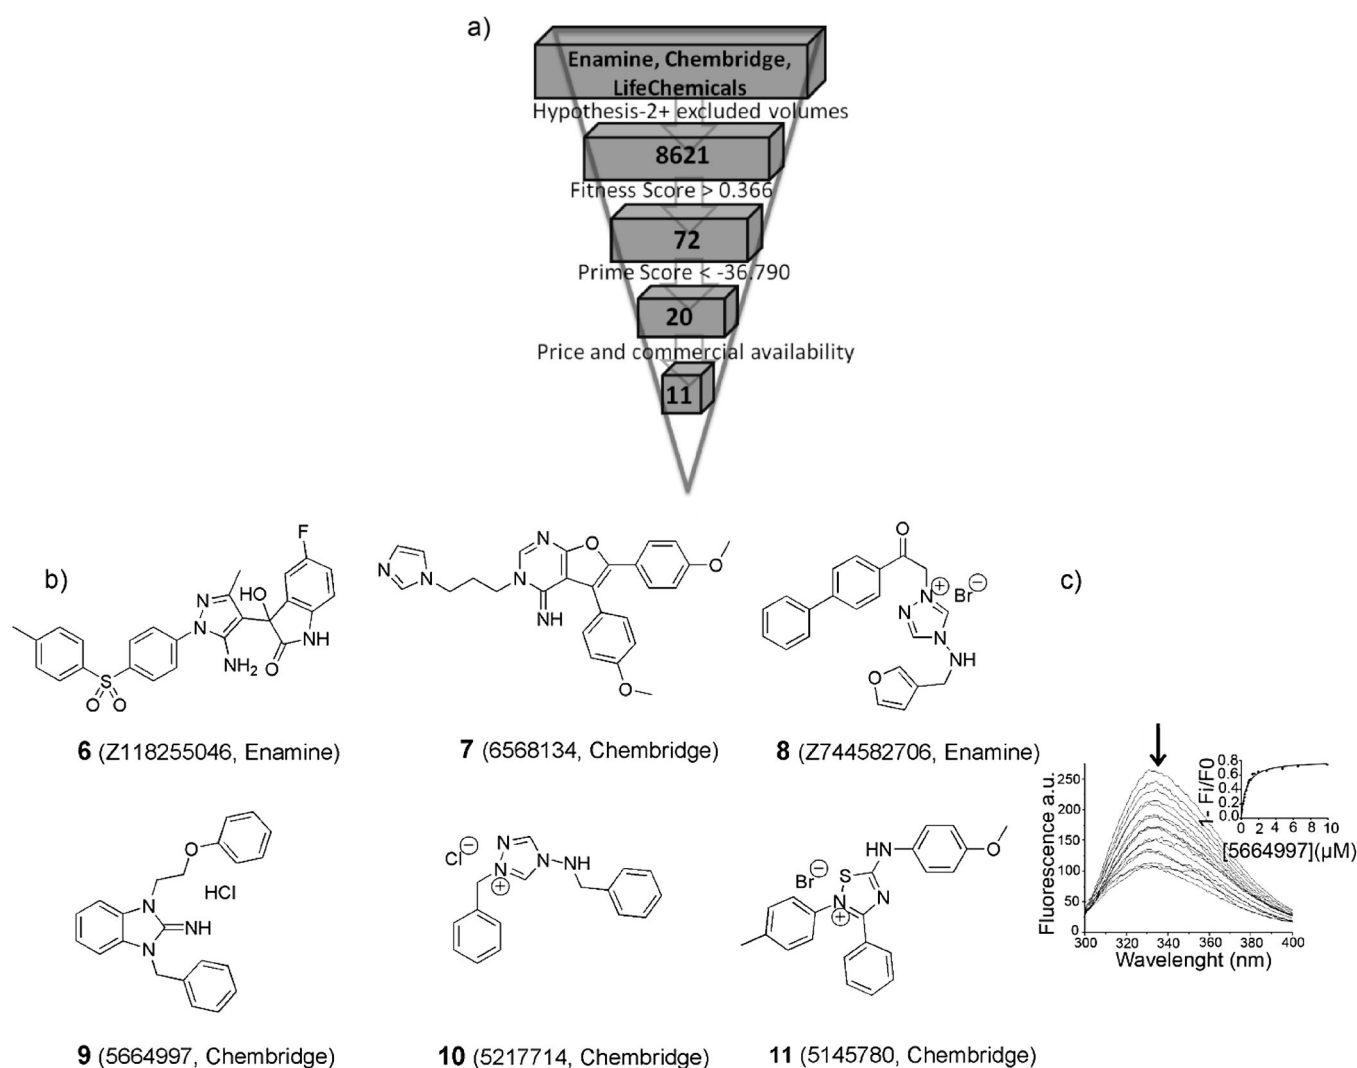 a)
Enamine, Chembridge,
LifeChemicals
Hypothesis-2+ excluded volumes
8621
Fitness Score > 0.366
72
Prime Score < -36.790
20
Price and commercial availability
11
b)
F
HO
N
N
NH2
O
NH
S
O O
6 (Z118255046, Enamine)
N
N
N
N
O
NH
O
O
7 (6568134, Chembridge)
O
N
+
Br−
N
N
NH
O
8 (Z744582706, Enamine)
O
HCl
N
NH
N
9 (5664997, Chembridge)
Cl−
N
N
+
N
NH
10 (5217714, Chembridge)
HN
O
Br−
S
N
N
+
11 (5145780, Chembridge)
c)
Fluorescence a.u.
250
200
150
100
50
0
300 320 340 360 380 400
Wavelenght (nm)
1- Fi/F0
0.8
0.6
0.4
0.2
0.0
0 2 4 6 8 10
[5664997](µM)